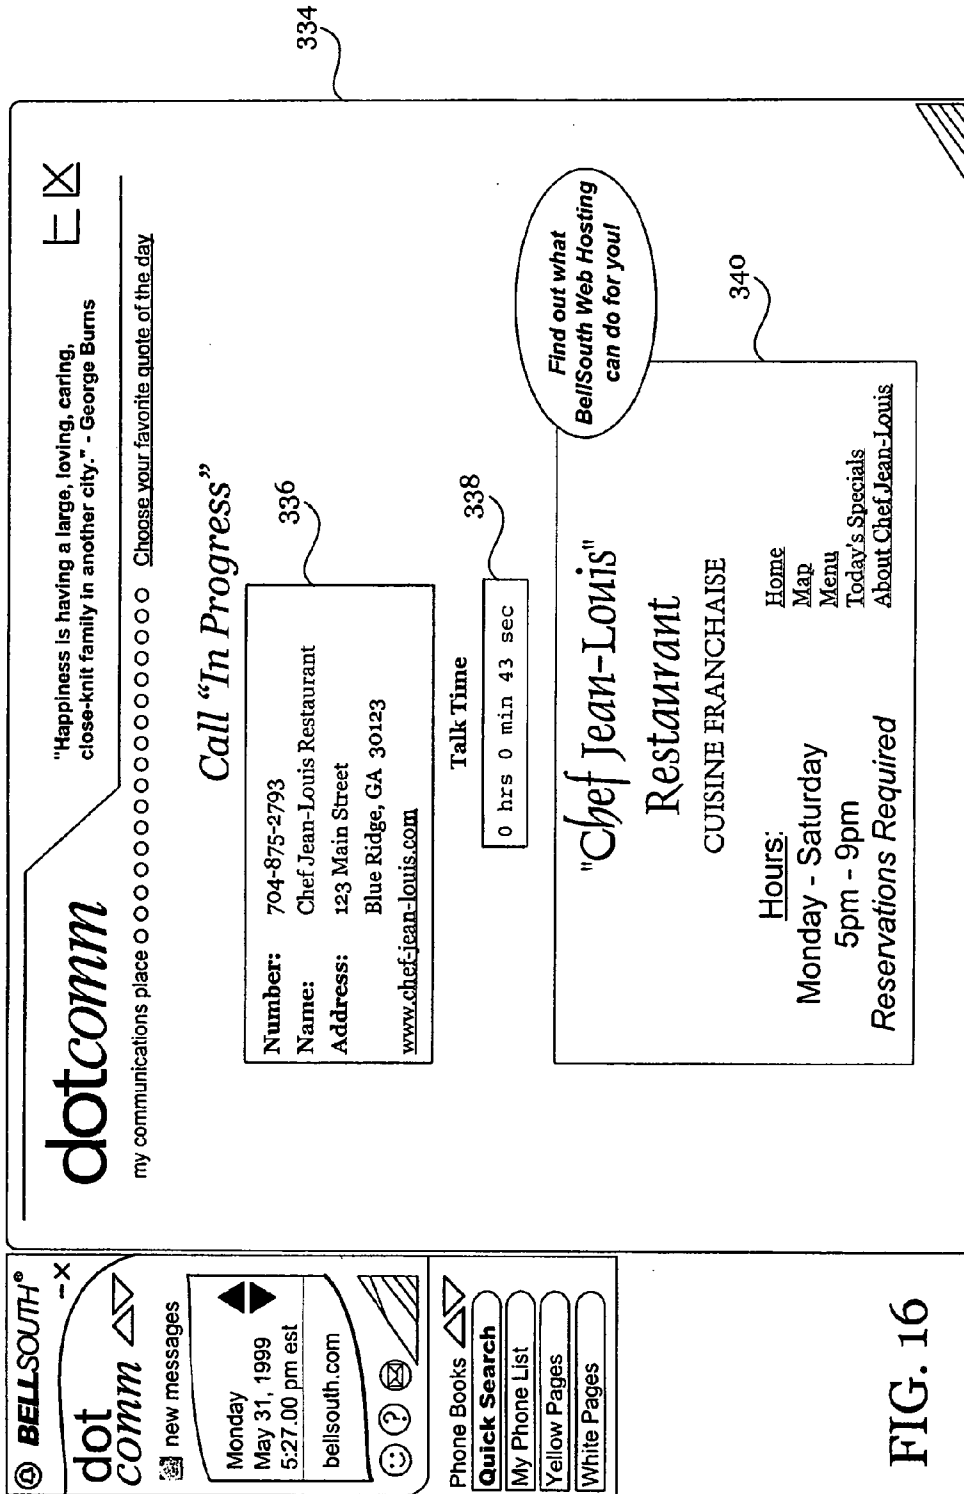 BELLSOUTH®
–X
dot
comm
new messages
Monday
May 31, 1999
5:27.00 pm est
bellsouth.com
?
Phone Books
Quick Search
My Phone List
Yellow Pages
White Pages
dotcomm
"Happiness is having a large, loving, caring,
close-knit family in another city." - George Burns
my communications place Choose your favorite quote of the day
334
Call “In Progress”
336
Number: 704-875-2793
Name: Chef Jean-Louis Restaurant
Address: 123 Main Street
Blue Ridge, GA 30123
www.chef-jean-louis.com
Talk Time
338
0 hrs 0 min 43 sec
Find out what
BellSouth Web Hosting
can do for you!
340
"Chef Jean-Louis"
Restaurant
CUISINE FRANCHAISE
Hours:
Monday - Saturday
5pm - 9pm
Reservations Required
Home
Map
Menu
Today's Specials
About Chef Jean-Louis
FIG. 16